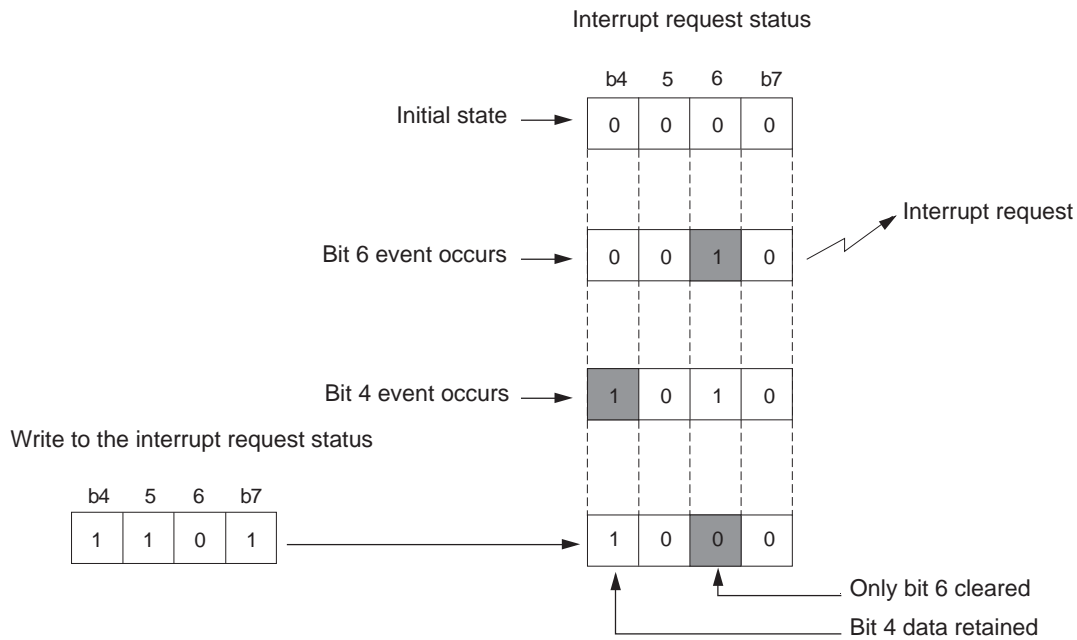 Interrupt request status
b4 5 6 b7
Initial state
0 0 0 0
Interrupt request
Bit 6 event occurs
0 0 1 0
Bit 4 event occurs
1 0 1 0
Write to the interrupt request status
b4 5 6 b7
1 1 0 1
1 0 0 0
Only bit 6 cleared
Bit 4 data retained